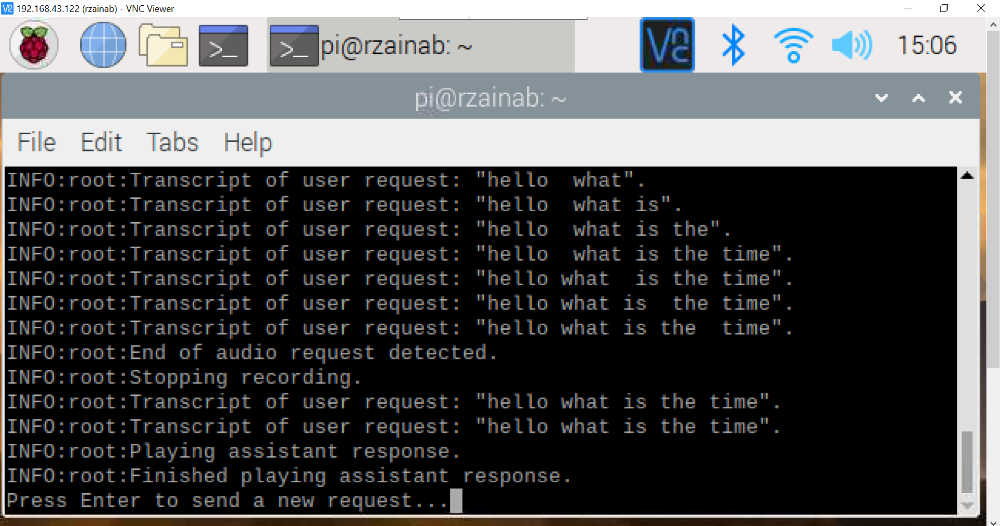 192.168.43.122 (rzainab) - VNC Viewer
pi@rzainab: ~ 15:06
pi@rzainab: ~
File Edit Tabs Help
INFO:root:Transcript of user request: "hello  what".
INFO:root:Transcript of user request: "hello  what is".
INFO:root:Transcript of user request: "hello  what is the".
INFO:root:Transcript of user request: "hello  what is the time".
INFO:root:Transcript of user request: "hello what  is the time".
INFO:root:Transcript of user request: "hello what is  the time".
INFO:root:Transcript of user request: "hello what is the  time".
INFO:root:End of audio request detected.
INFO:root:Stopping recording.
INFO:root:Transcript of user request: "hello what is the time".
INFO:root:Transcript of user request: "hello what is the time".
INFO:root:Playing assistant response.
INFO:root:Finished playing assistant response.
Press Enter to send a new request...